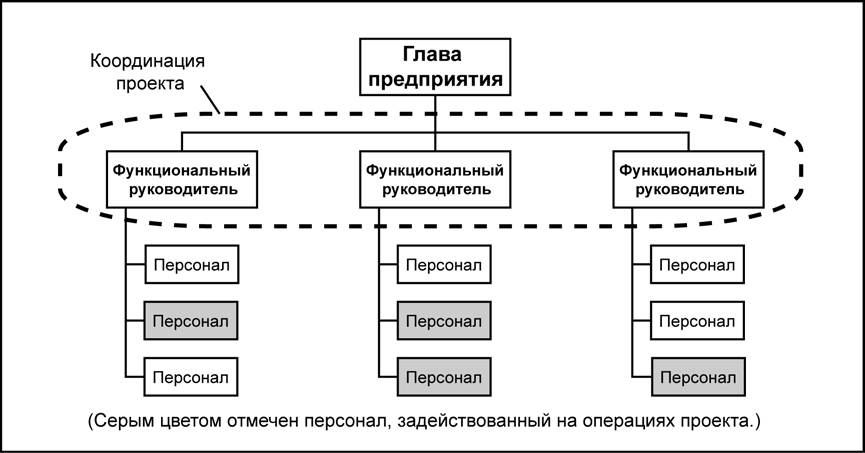 Координация
проекта
Глава
предприятия
Функциональный
руководитель
Функциональный
руководитель
Функциональный
руководитель
Персонал
Персонал
Персонал
Персонал
Персонал
Персонал
Персонал
Персонал
Персонал
(Серым цветом отмечен персонал, задействованный на операциях проекта.)